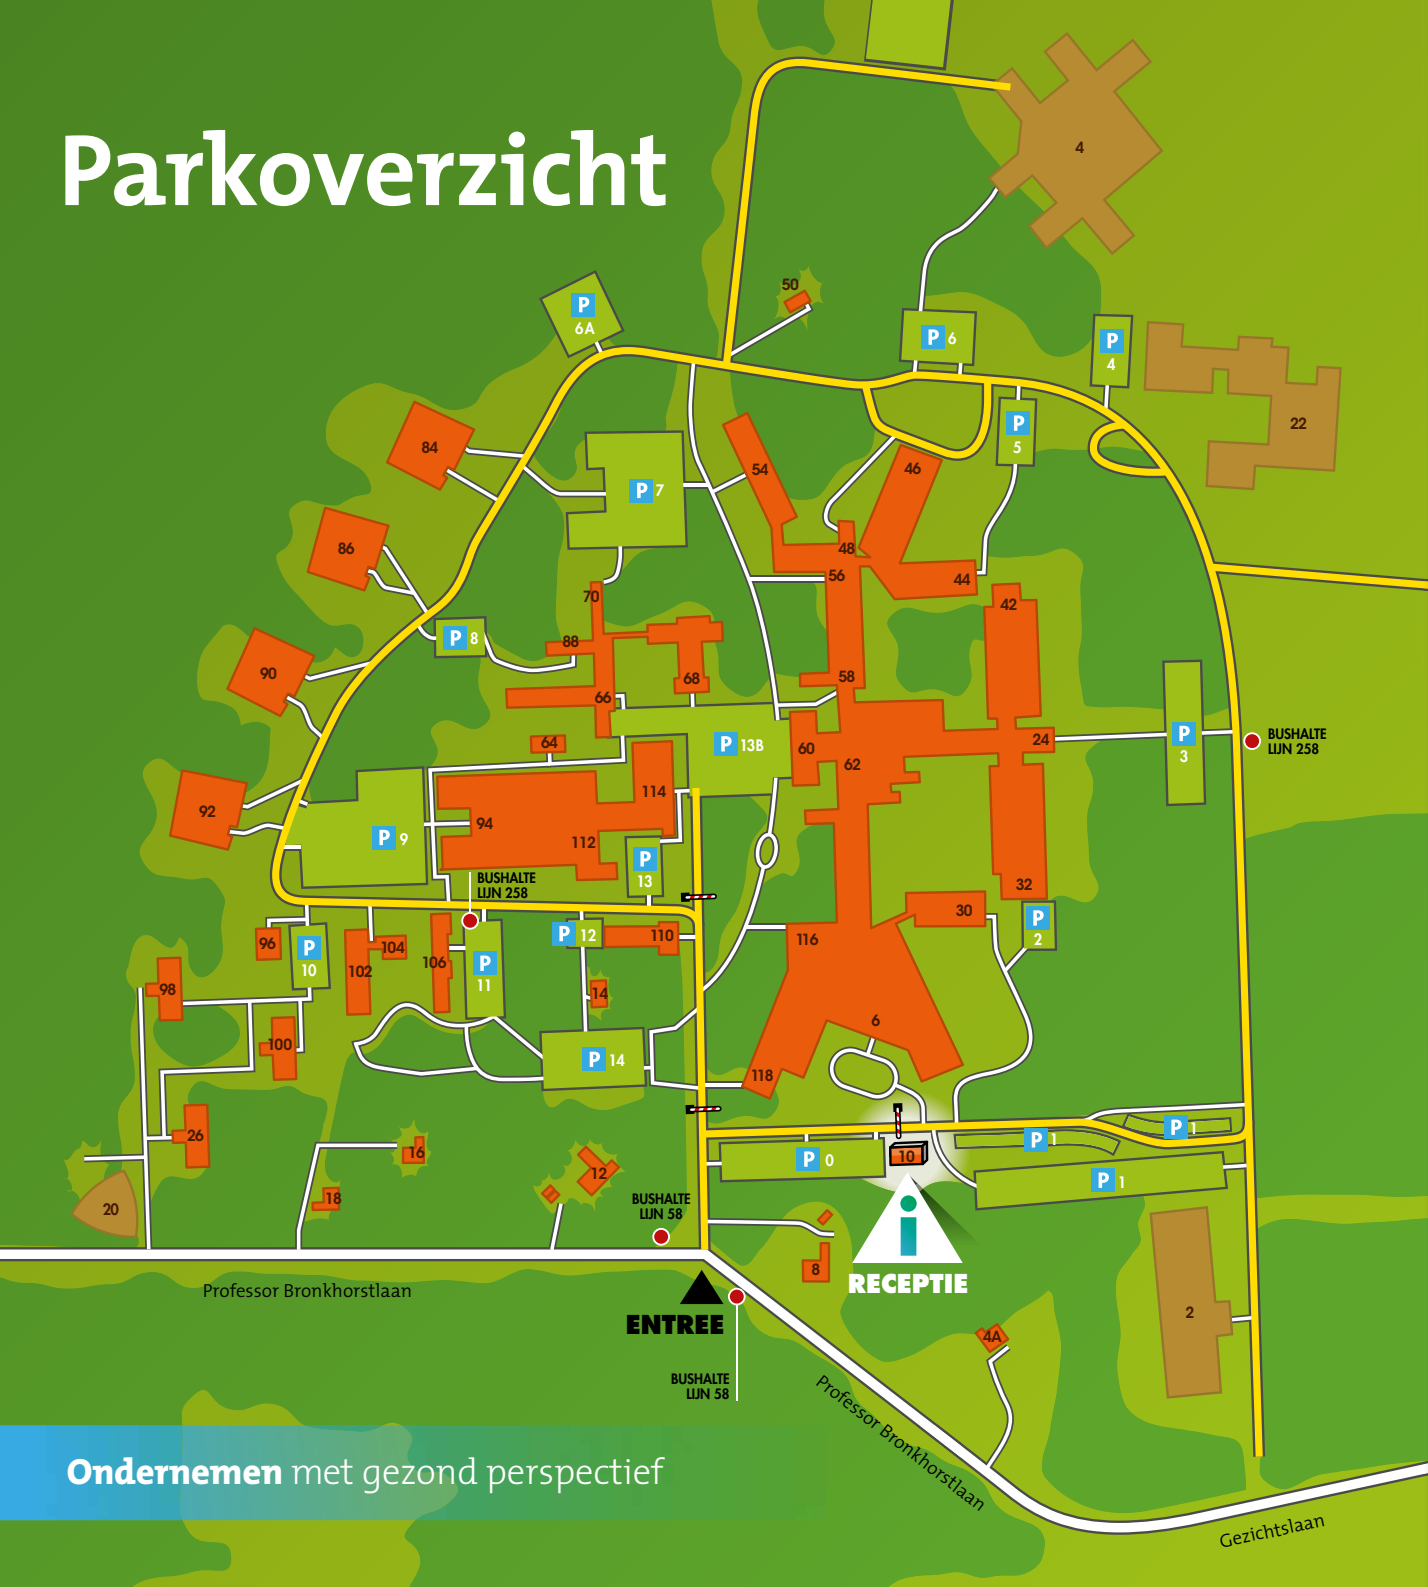 Parkoverzicht
4
50
P
6A
P 6
P
4
22
P
5
84
54
46
P 7
86
48
56
44
70
42
P 8
88
90
68
58
66
64
P 13B
60
62
24
P
3
BUSHALTE
LIJN 258
92
114
94
P 9
112
P
13
BUSHALTE
LIJN 258
32
30
P
2
96
P
10
104
102
106
P
11
P 12
110
116
98
14
6
100
P 14
118
26
16
12
P 0
10
P 1
P 1
P 1
18
20
BUSHALTE
LIJN 58
8
RECEPTIE
Professor Bronkhorstlaan
ENTREE
2
4A
BUSHALTE
LIJN 58
Professor Bronkhorstlaan
Ondernemen met gezond perspectief
Gezichtslaan